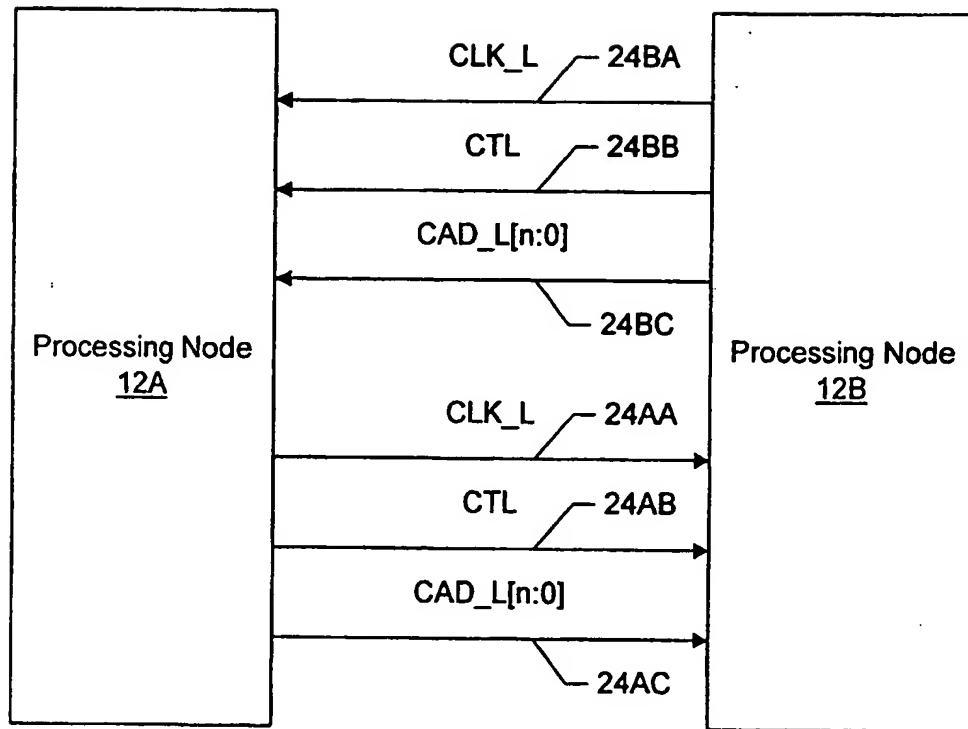 CLK_L 24BA
CTL 24BB
CAD_L[n:0]
24BC
Processing Node
12A
Processing Node
12B
CLK_L 24AA
CTL 24AB
CAD_L[n:0]
24AC